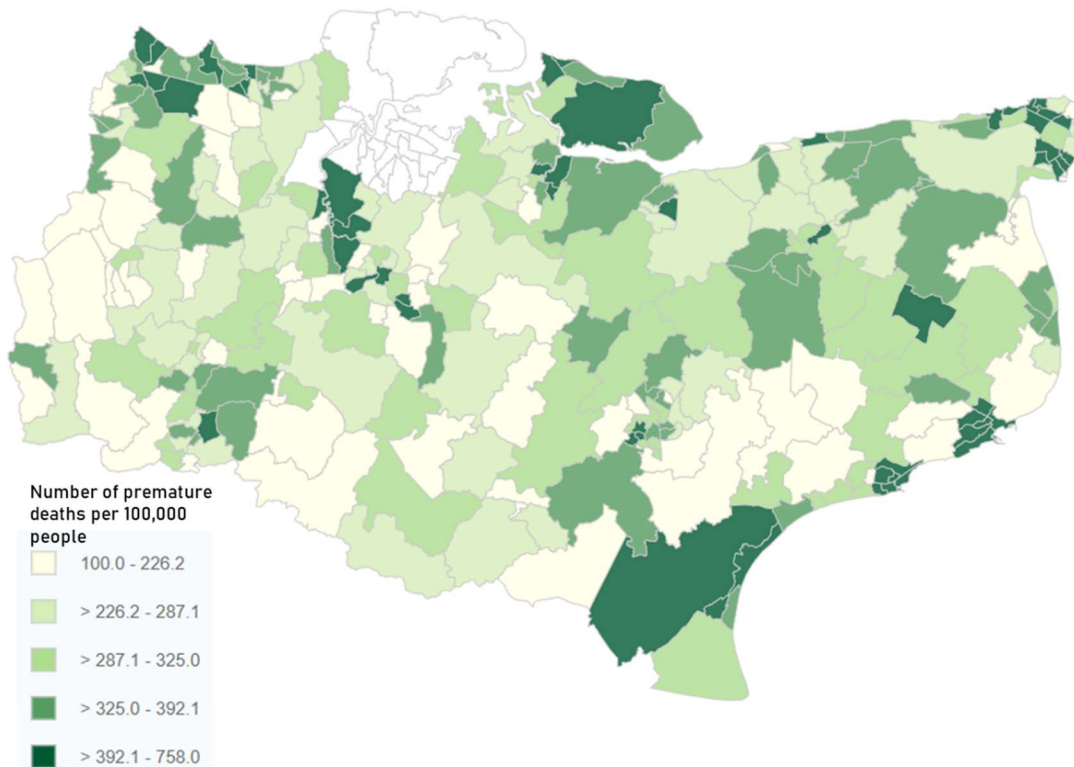 Number of premature
deaths per 100,000
people
100.0 - 226.2
> 226.2 - 287.1
> 287.1 - 325.0
> 325.0 - 392.1
> 392.1 - 758.0